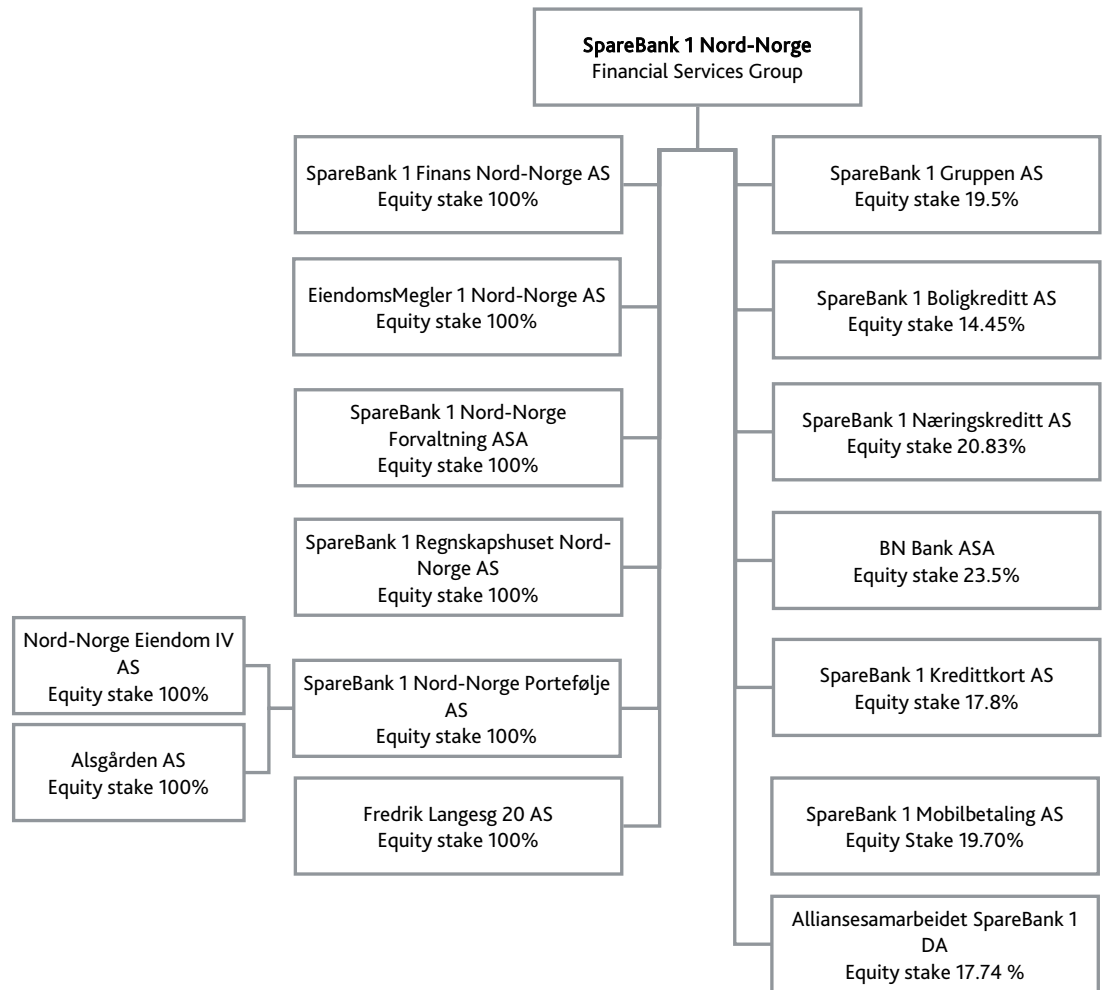 SpareBank 1 Nord-Norge
Financial Services Group
SpareBank 1 Finans Nord-Norge AS
Equity stake 100%
EiendomsMegler 1 Nord-Norge AS
Equity stake 100%
SpareBank 1 Nord-Norge
Forvaltning ASA
Equity stake 100%
SpareBank 1 Regnskapshuset Nord-
Norge AS
Equity stake 100%
Nord-Norge Eiendom IV
AS
Equity stake 100%
Alsgården AS
Equity stake 100%
SpareBank 1 Nord-Norge Portefølje
AS
Equity stake 100%
Fredrik Langesg 20 AS
Equity stake 100%
SpareBank 1 Gruppen AS
Equity stake 19.5%
SpareBank 1 Boligkreditt AS
Equity stake 14.45%
SpareBank 1 Næringskreditt AS
Equity stake 20.83%
BN Bank ASA
Equity stake 23.5%
SpareBank 1 Kredittkort AS
Equity stake 17.8%
SpareBank 1 Mobilbetaling AS
Equity Stake 19.70%
Alliansesamarbeidet SpareBank 1
DA
Equity stake 17.74 %